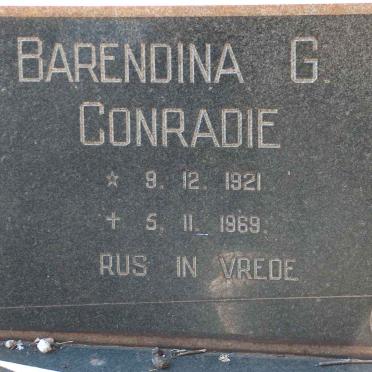 BARENDINA G
CONRADIE
☆ 9. 12. 1921
✝ 5. 11. 1969.
RUS IN VREDE